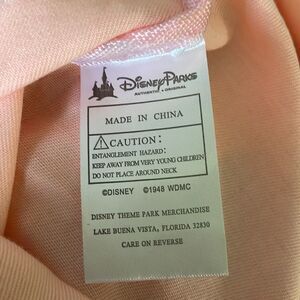 Disney Parks
AUTHENTIC • ORIGINAL
MADE IN CHINA
CAUTION:
ENTANGLEMENT HAZARD:
KEEP AWAY FROM VERY YOUNG CHILDREN
DO NOT PLACE AROUND NECK
©DISNEY ©1948 WDMC
DISNEY THEME PARK MERCHANDISE
LAKE BUENA VISTA, FLORIDA 32830
CARE ON REVERSE